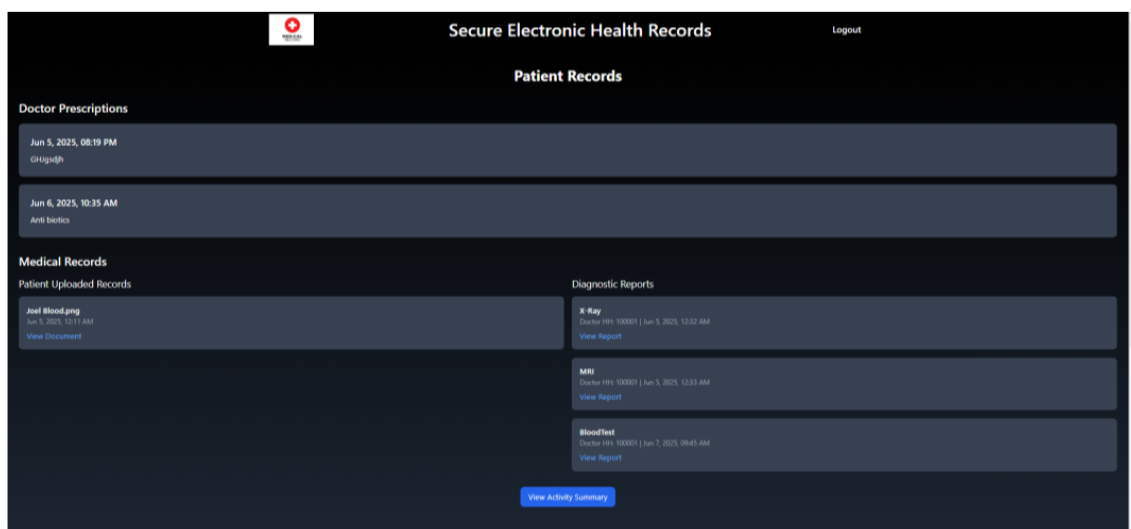 MEDICAL
Secure Electronic Health Records
Logout
Patient Records
Doctor Prescriptions
Jun 5, 2025, 08:19 PM
GHJgsdjh
Jun 6, 2025, 10:35 AM
Anti biotics
Medical Records
Patient Uploaded Records
Joel Blood.png
Jun 5, 2025, 12:11 AM
View Document
Diagnostic Reports
X-Ray
Doctor HH: 100001 | Jun 5, 2025, 12:32 AM
View Report
MRI
Doctor HH: 100001 | Jun 5, 2025, 12:33 AM
View Report
BloodTest
Doctor HH: 100001 | Jun 7, 2025, 09:45 AM
View Report
View Activity Summary